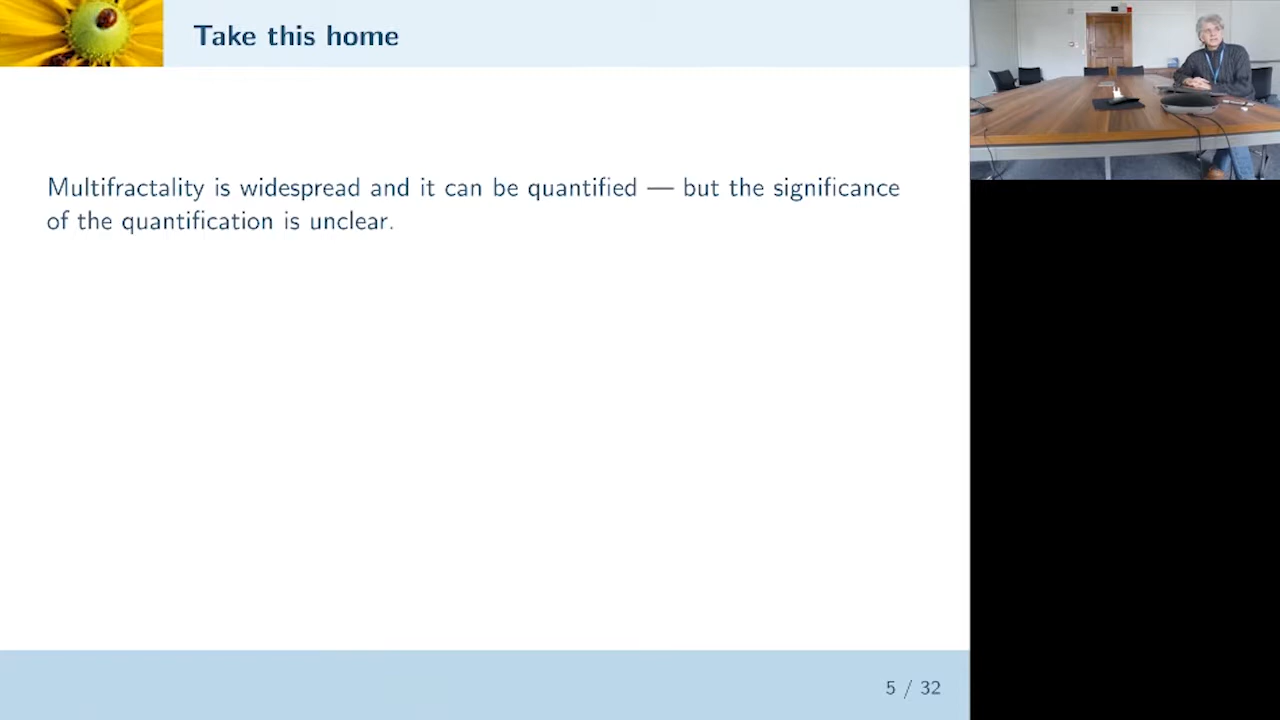 Take this home
Multifractality is widespread and it can be quantified — but the significance
of the quantification is unclear.
5 / 32